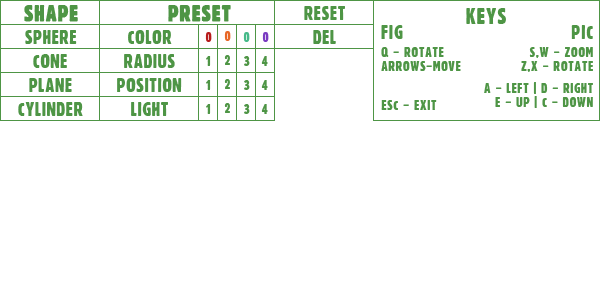 SHAPE PRESET RESET KEYS
SPHERE COLOR 0 0 0 0 DEL FIG PIC
Q - ROTATE S,W - ZOOM
CONE RADIUS 1 2 3 4 ARROWS-MOVE Z,X - ROTATE
PLANE POSITION 1 2 3 4 A - LEFT | D - RIGHT
CYLINDER LIGHT 1 2 3 4 ESC - EXIT E - UP | C - DOWN